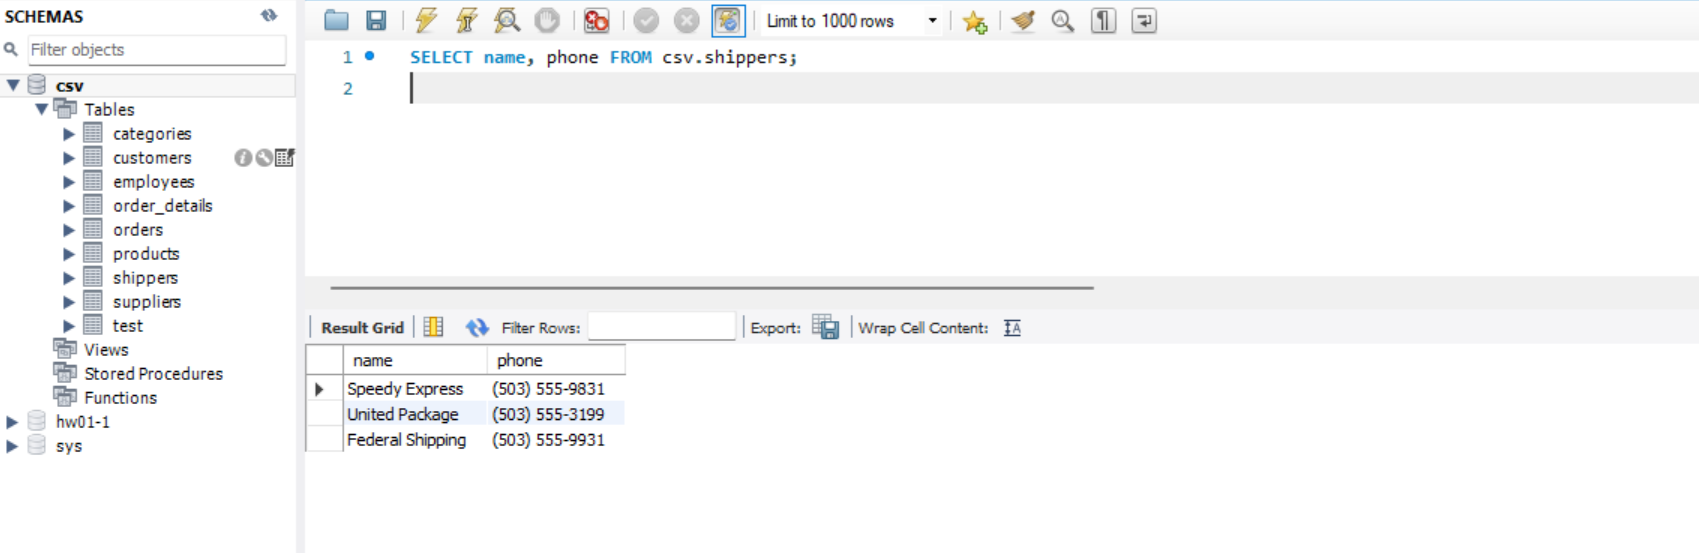 SCHEMAS
Filter objects
csv
Tables
categories
customers
employees
order_details
orders
products
shippers
suppliers
test
Views
Stored Procedures
Functions
hw01-1
sys
Limit to 1000 rows
1 SELECT name, phone FROM csv.shippers;
2
Result Grid Filter Rows: Export: Wrap Cell Content:
name phone
Speedy Express (503) 555-9831
United Package (503) 555-3199
Federal Shipping (503) 555-9931